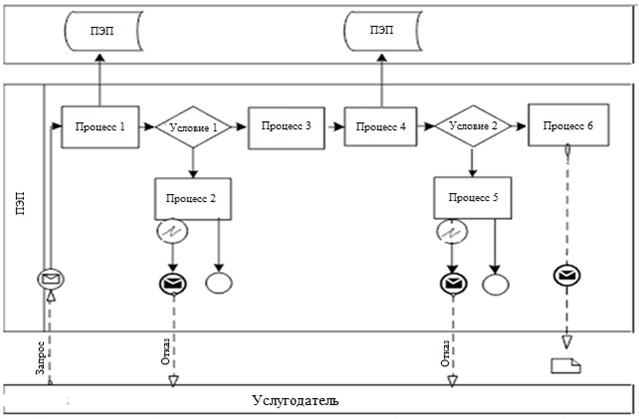 ПЭП
ПЭП
ПЭП
Процесс 1
Условие 1
Процесс 3
Процесс 4
Условие 2
Процесс 6
Процесс 2
Процесс 5
Запрос
Отказ
Отказ
Услугодатель